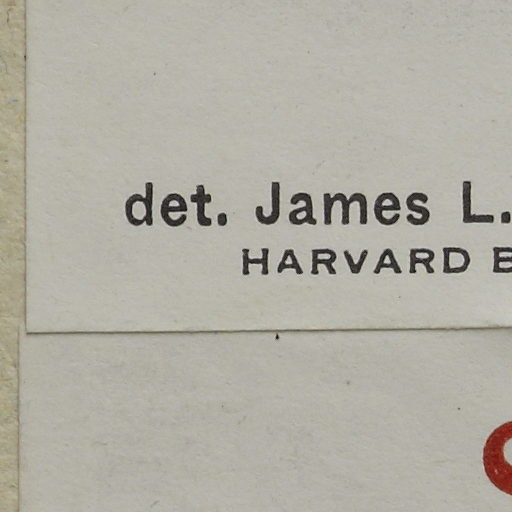 det. James L.
HARVARD B